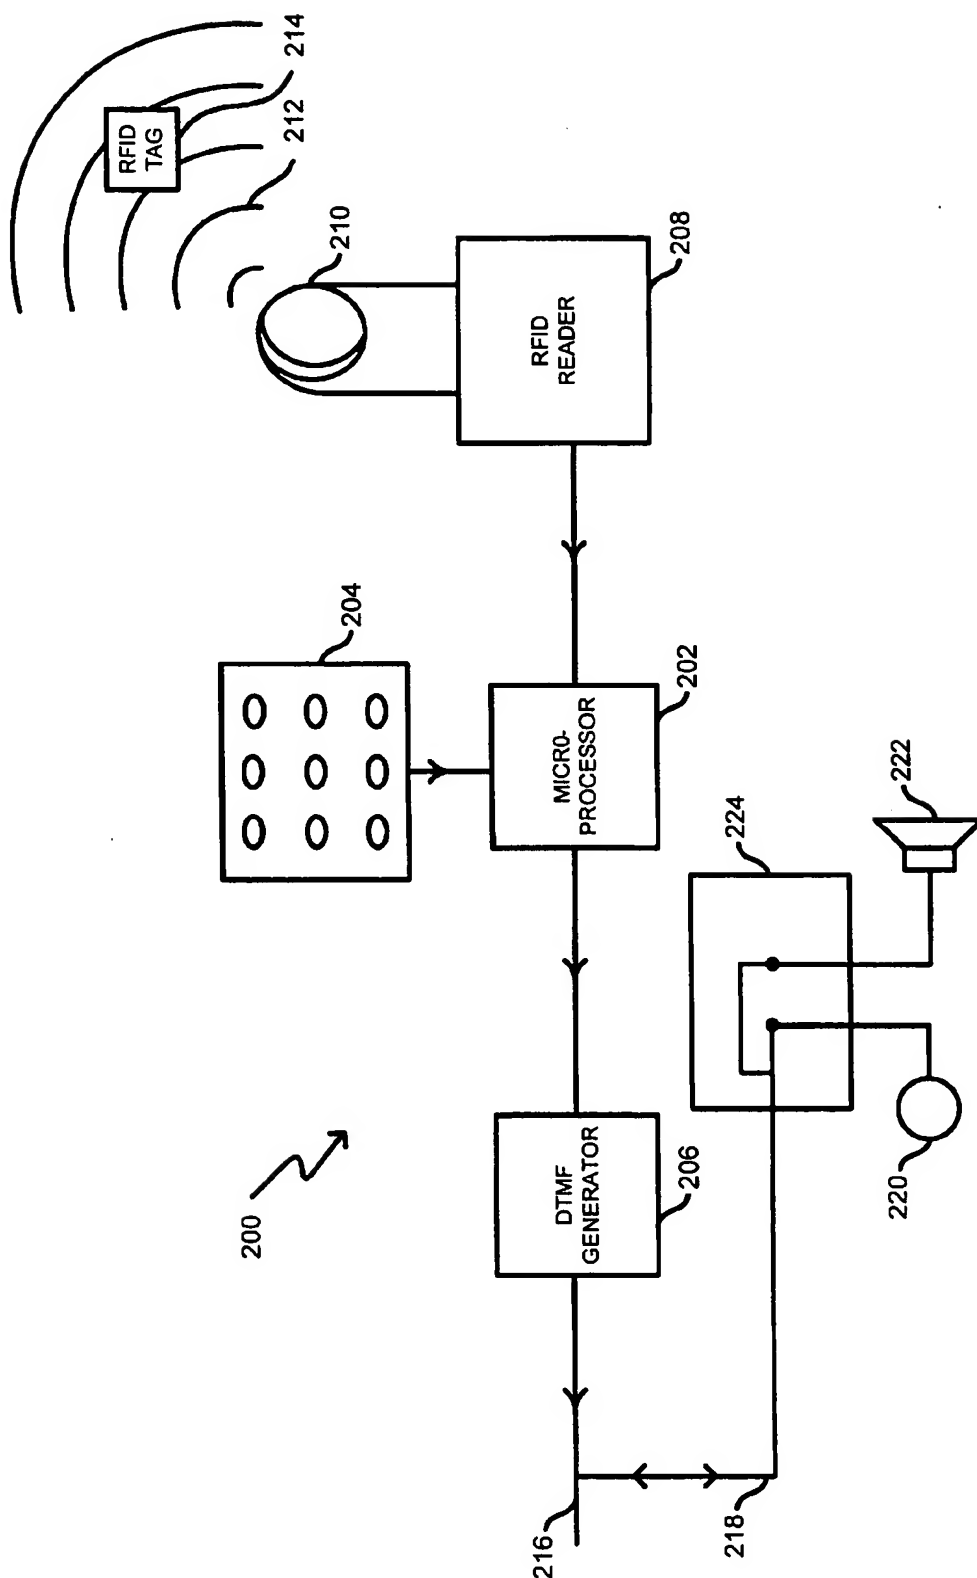 RFID
TAG
200
214
212
210
204
216
DTMF
GENERATOR
206
MICR0-
PROCESSOR
202
RFID
READER
208
218
224
220
222